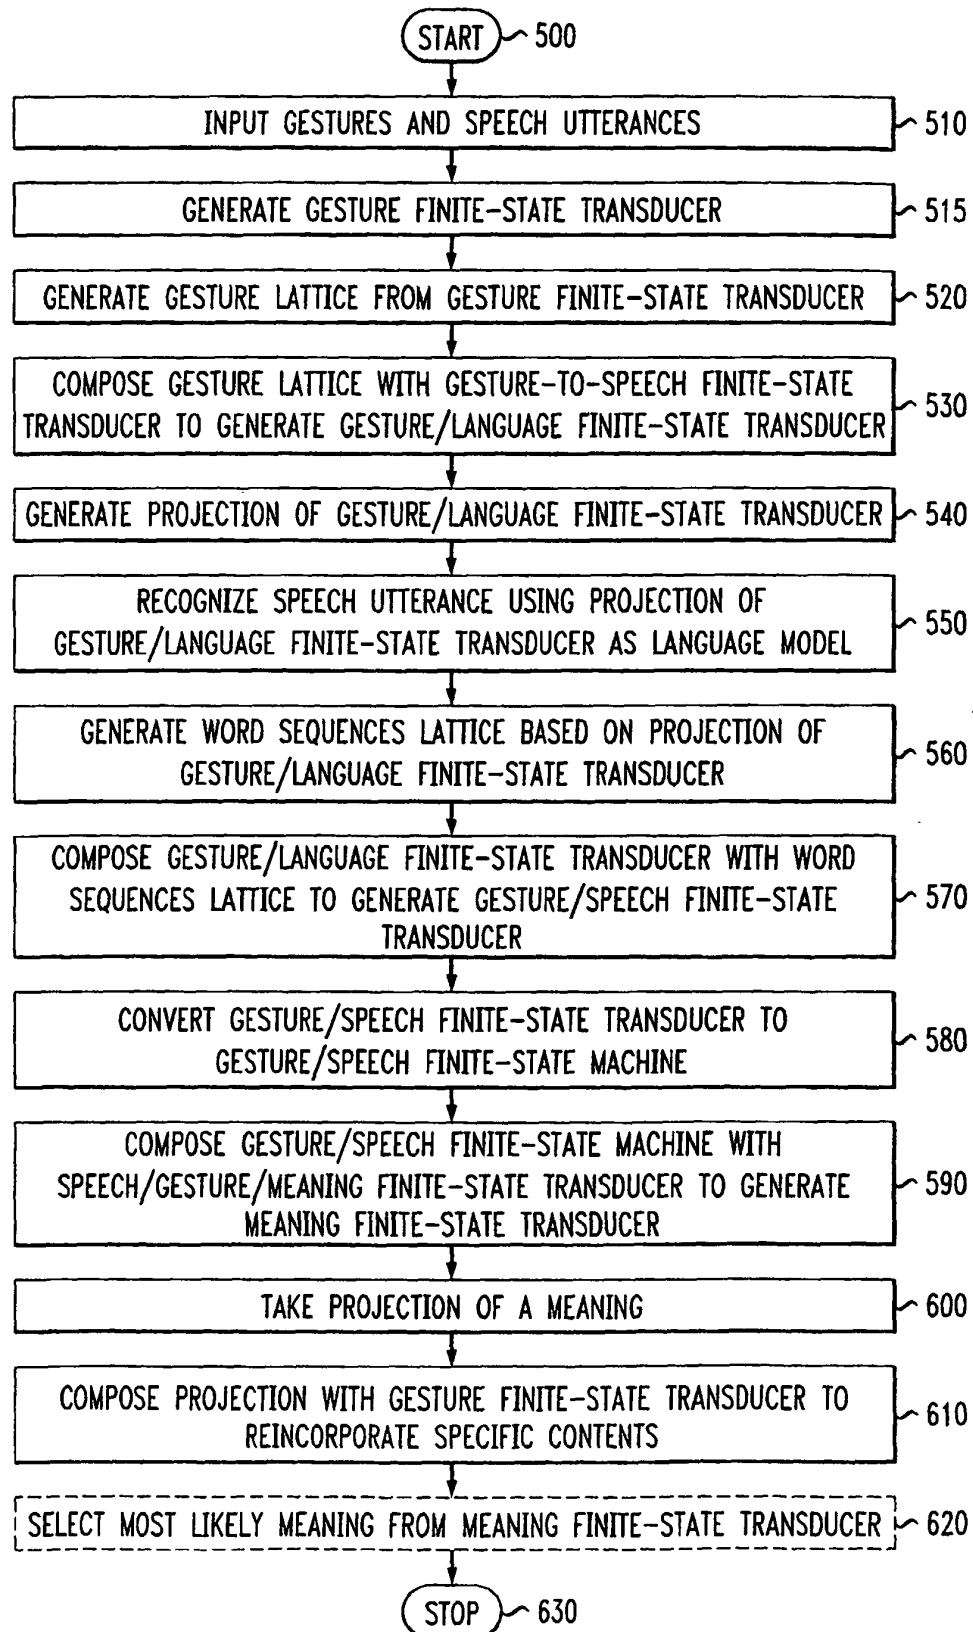 START 500
INPUT GESTURES AND SPEECH UTTERANCES 510
GENERATE GESTURE FINITE-STATE TRANSDUCER 515
GENERATE GESTURE LATTICE FROM GESTURE FINITE-STATE TRANSDUCER 520
COMPOSE GESTURE LATTICE WITH GESTURE-TO-SPEECH FINITE-STATE
TRANSDUCER TO GENERATE GESTURE/LANGUAGE FINITE-STATE TRANSDUCER
530
GENERATE PROJECTION OF GESTURE/LANGUAGE FINITE-STATE TRANSDUCER 540
RECOGNIZE SPEECH UTTERANCE USING PROJECTION OF
GESTURE/LANGUAGE FINITE-STATE TRANSDUCER AS LANGUAGE MODEL
550
GENERATE WORD SEQUENCES LATTICE BASED ON PROJECTION OF
GESTURE/LANGUAGE FINITE-STATE TRANSDUCER
560
COMPOSE GESTURE/LANGUAGE FINITE-STATE TRANSDUCER WITH WORD
SEQUENCES LATTICE TO GENERATE GESTURE/SPEECH FINITE-STATE
TRANSDUCER
570
CONVERT GESTURE/SPEECH FINITE-STATE TRANSDUCER TO
GESTURE/SPEECH FINITE-STATE MACHINE
580
COMPOSE GESTURE/SPEECH FINITE-STATE MACHINE WITH
SPEECH/GESTURE/MEANING FINITE-STATE TRANSDUCER TO GENERATE
MEANING FINITE-STATE TRANSDUCER
590
TAKE PROJECTION OF A MEANING 600
COMPOSE PROJECTION WITH GESTURE FINITE-STATE TRANSDUCER TO
REINCORPORATE SPECIFIC CONTENTS
610
SELECT MOST LIKELY MEANING FROM MEANING FINITE-STATE TRANSDUCER 620
STOP 630